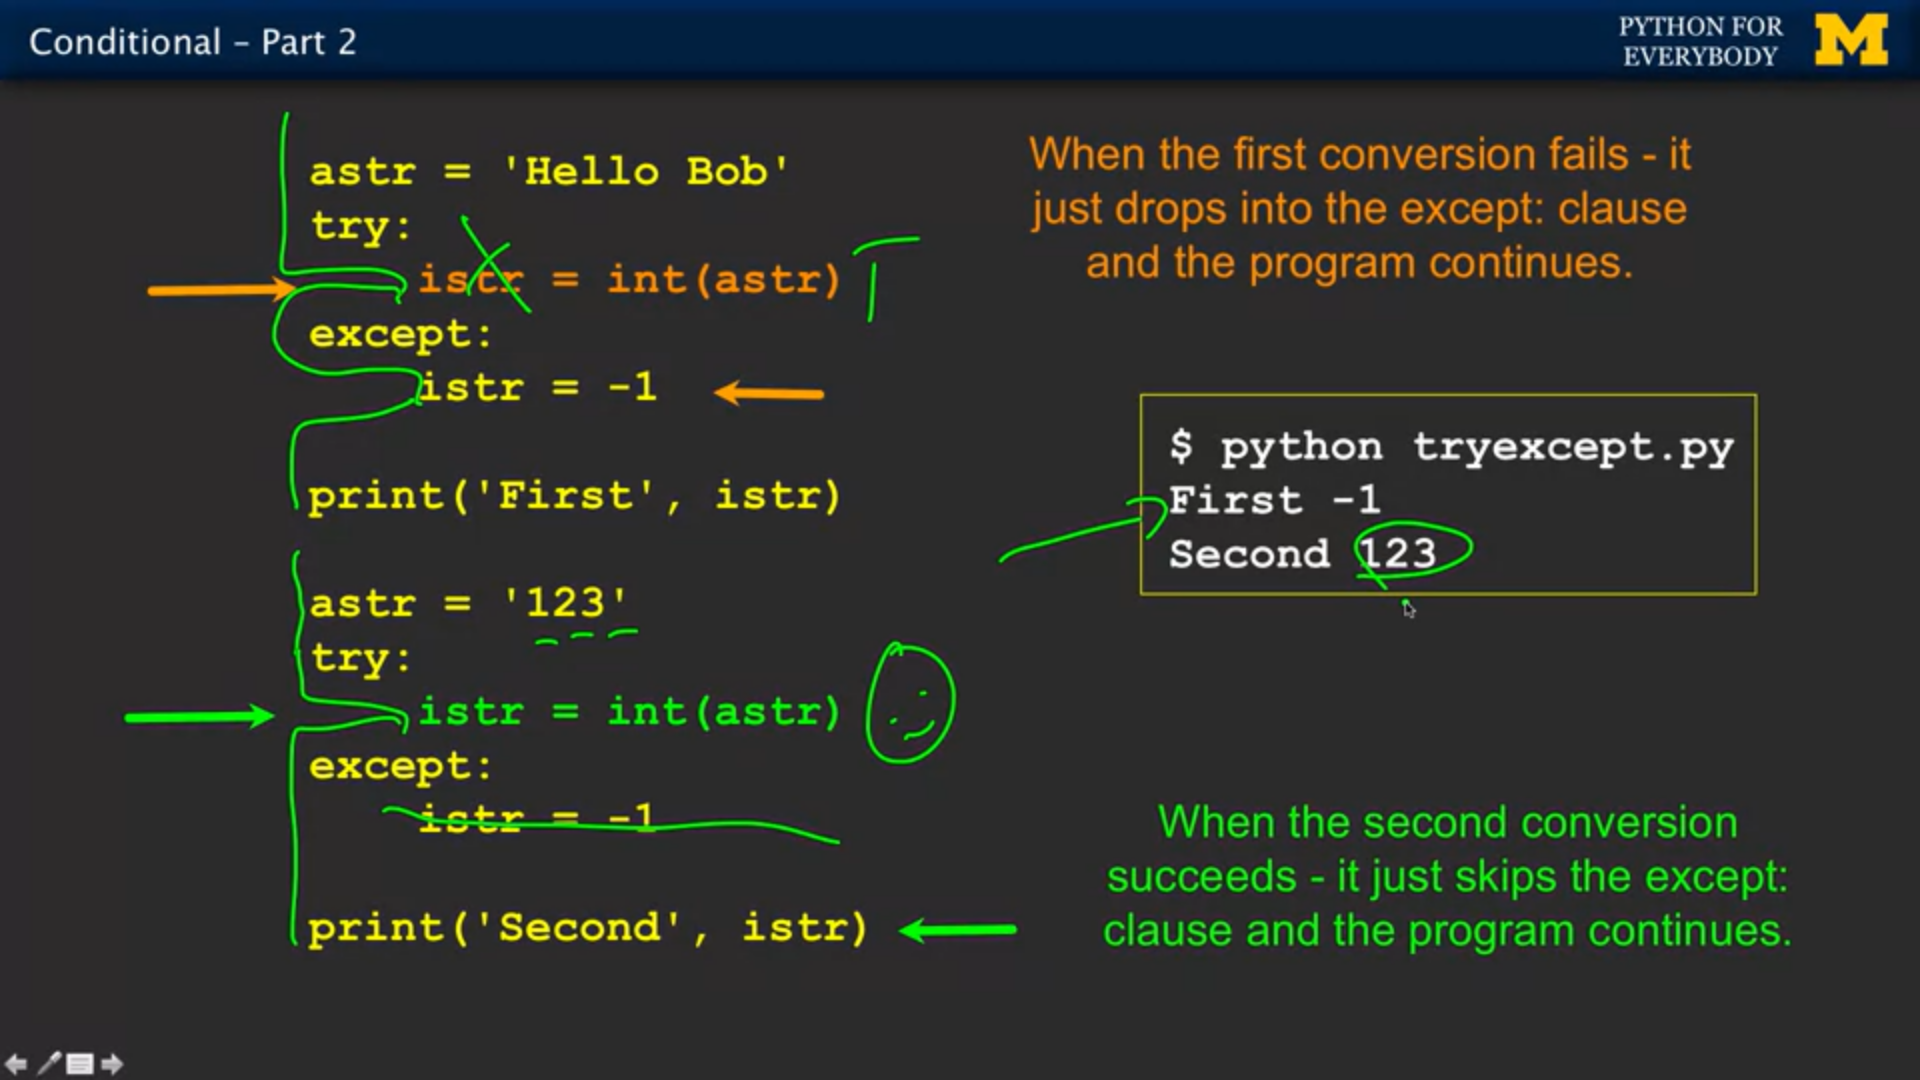 Conditional – Part 2
PYTHON FOR
EVERYBODY
M
astr = 'Hello Bob'
try:
    istr = int(astr)
except:
    istr = -1
print('First', istr)
astr = '123'
try:
    istr = int(astr)
except:
    istr = -1
print('Second', istr)
When the first conversion fails - it
just drops into the except: clause
and the program continues.
$ python tryexcept.py
First -1
Second 123
When the second conversion
succeeds - it just skips the except:
clause and the program continues.